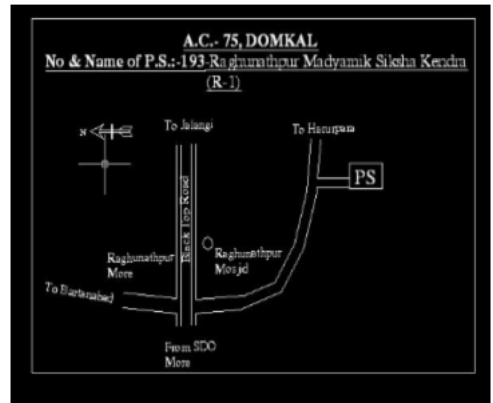 A.C.- 75, DOMKAL
No & Name of P.S.:-193-Raghunathpur Madyamik Siksha Kendra
(R-1)
N
To Jalangi
To Harurpara
PS
Black Top Road
Raghunathpur
More
Raghunathpur
Mosjid
To Bartanabad
From SDO
More